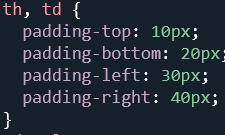 th, td {
  padding-top: 10px;
  padding-bottom: 20px;
  padding-left: 30px;
  padding-right: 40px;
}